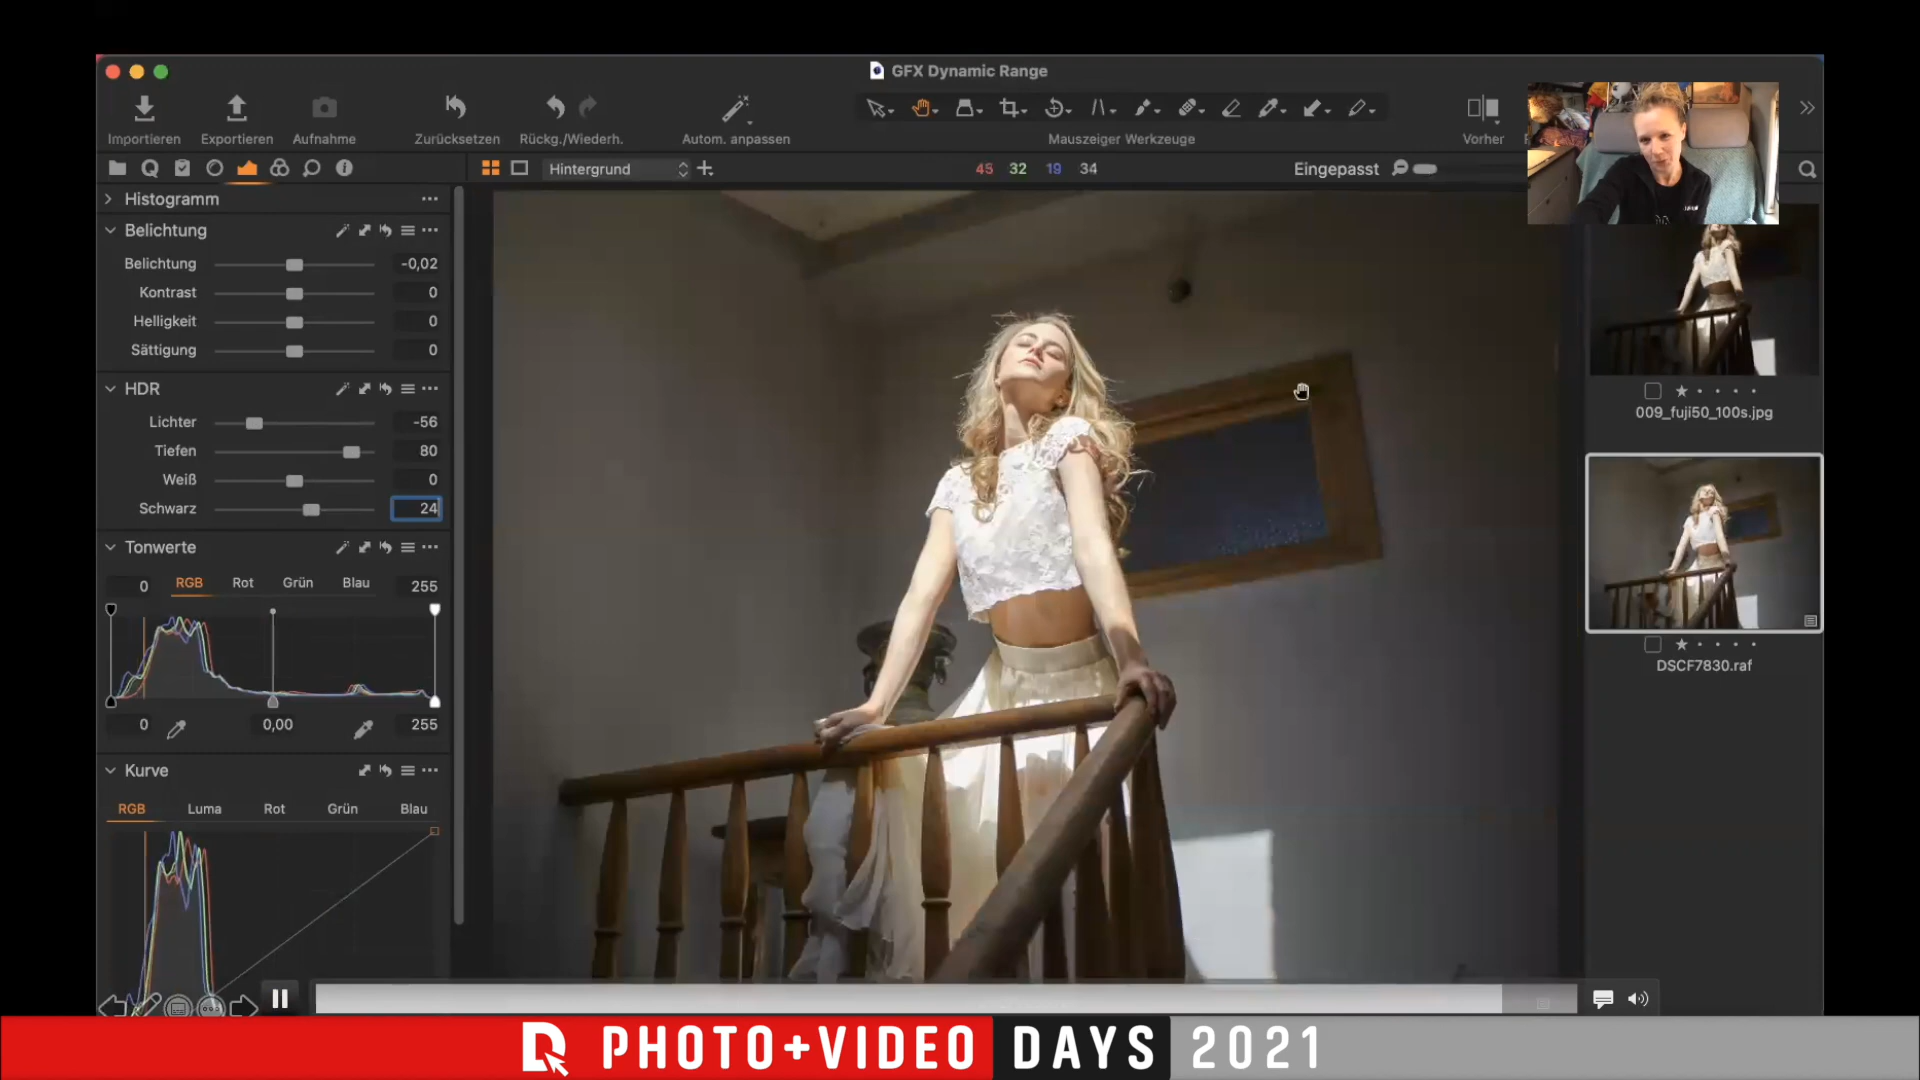 GFX Dynamic Range
Importieren Exportieren Aufnahme Zurücksetzen Rückg./Wiederh. Autom. anpassen Mauszeiger Werkzeuge Vorher
Hintergrund 45 32 19 34 Eingepasst
Histogramm
Belichtung
Belichtung -0,02
Kontrast 0
Helligkeit 0
Sättigung 0
HDR
Lichter -56
Tiefen 80
Weiß 0
Schwarz 24
Tonwerte
0 RGB Rot Grün Blau 255
0 0,00 255
Kurve
RGB Luma Rot Grün Blau
009_fuji50_100s.jpg
DSCF7830.raf
PHOTO+VIDEO DAYS 2021